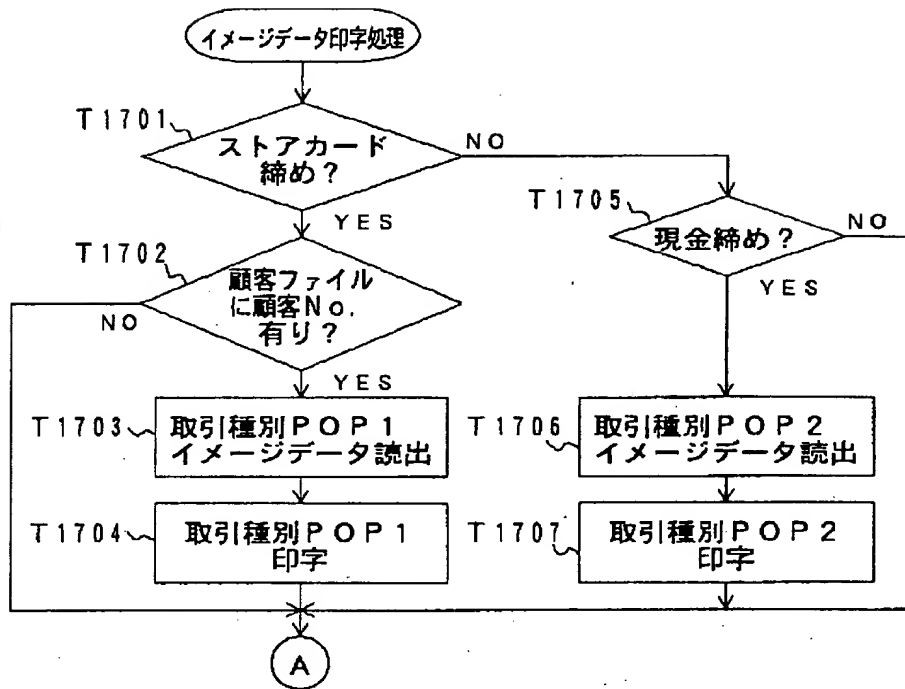 イメージデータ印字処理
T1701
ストアカード
締め？
NO
YES
T1702
顧客ファイル
に顧客No.
有り？
NO
YES
T1703
取引種別POP1
イメージデータ読出
T1704
取引種別POP1
印字
T1705
現金締め？
NO
YES
T1706
取引種別POP2
イメージデータ読出
T1707
取引種別POP2
印字
A